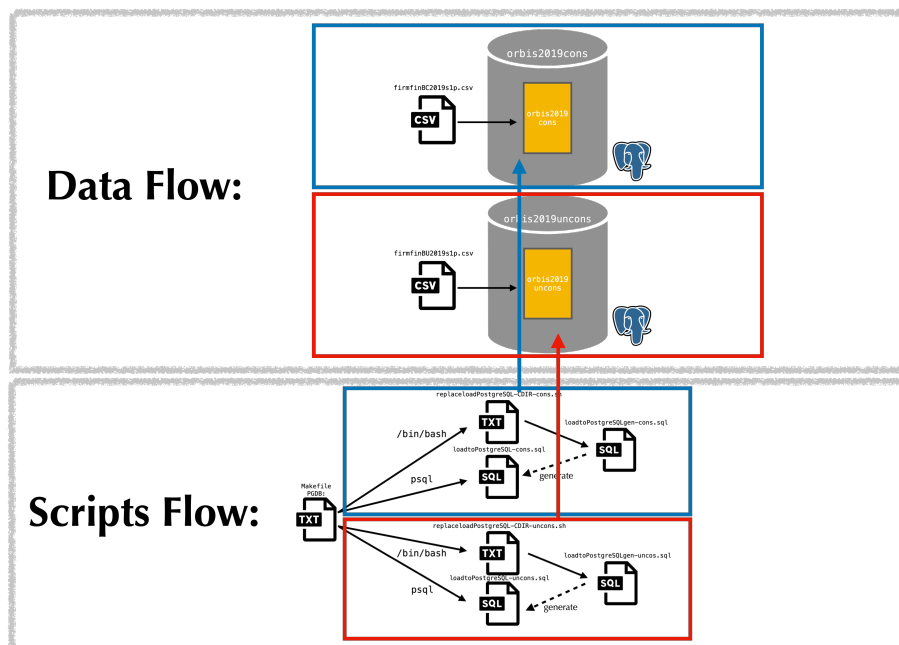 orbis2019cons
firmfinBC2019s1p.csv
CSV
orbis2019
cons
Data Flow:
orbis2019uncons
firmfinBU2019s1p.csv
CSV
orbis2019
uncons
replaceloadPostgreSQL-CDIR-cons.sh
TXT
loadtoPostgreSQLgen-cons.sql
/bin/bash
SQL
loadtoPostgreSQL-cons.sql
psql
SQL
generate
Makefile
PGDB:
TXT
Scripts Flow:
replaceloadPostgreSQL-CDIR-uncons.sh
/bin/bash
TXT
loadtoPostgreSQLgen-uncos.sql
loadtoPostgreSQL-uncons.sql
SQL
psql
SQL
generate